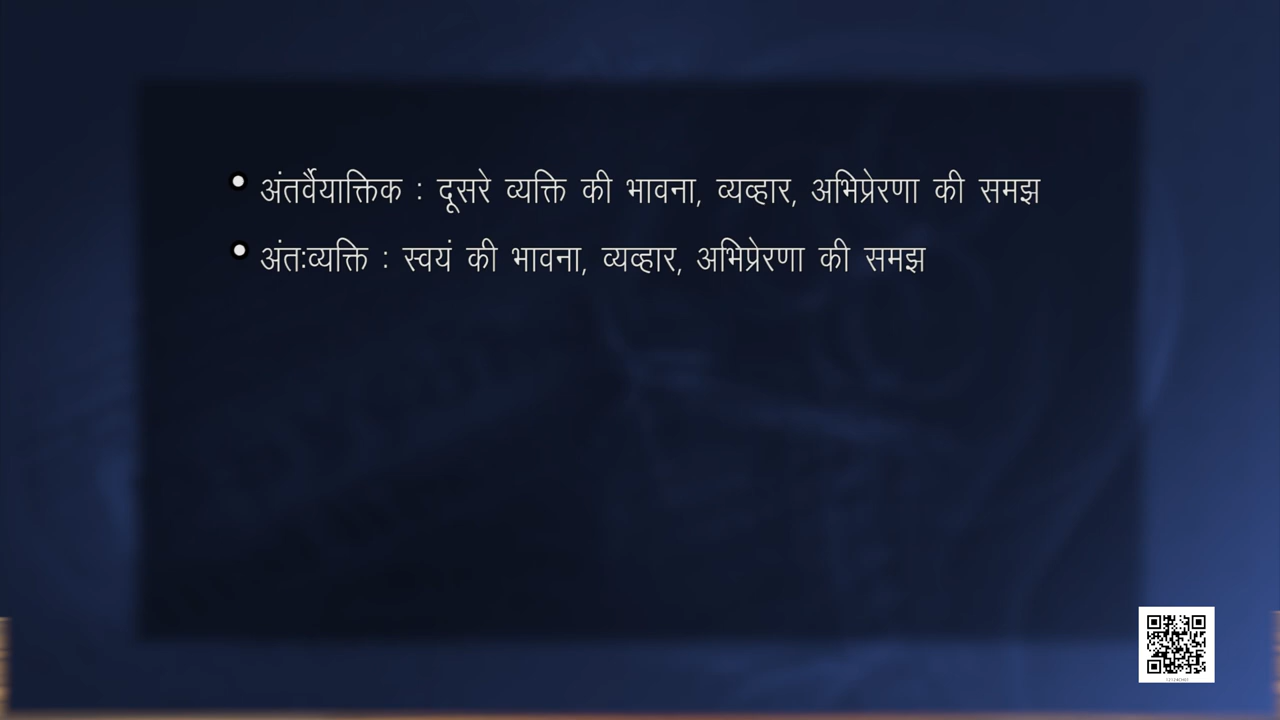 • अंतर्वैयाक्तिक : दूसरे व्यक्ति की भावना, व्यव्हार, अभिप्रेरणा की समझ
• अंतःव्यक्ति : स्वयं की भावना, व्यव्हार, अभिप्रेरणा की समझ